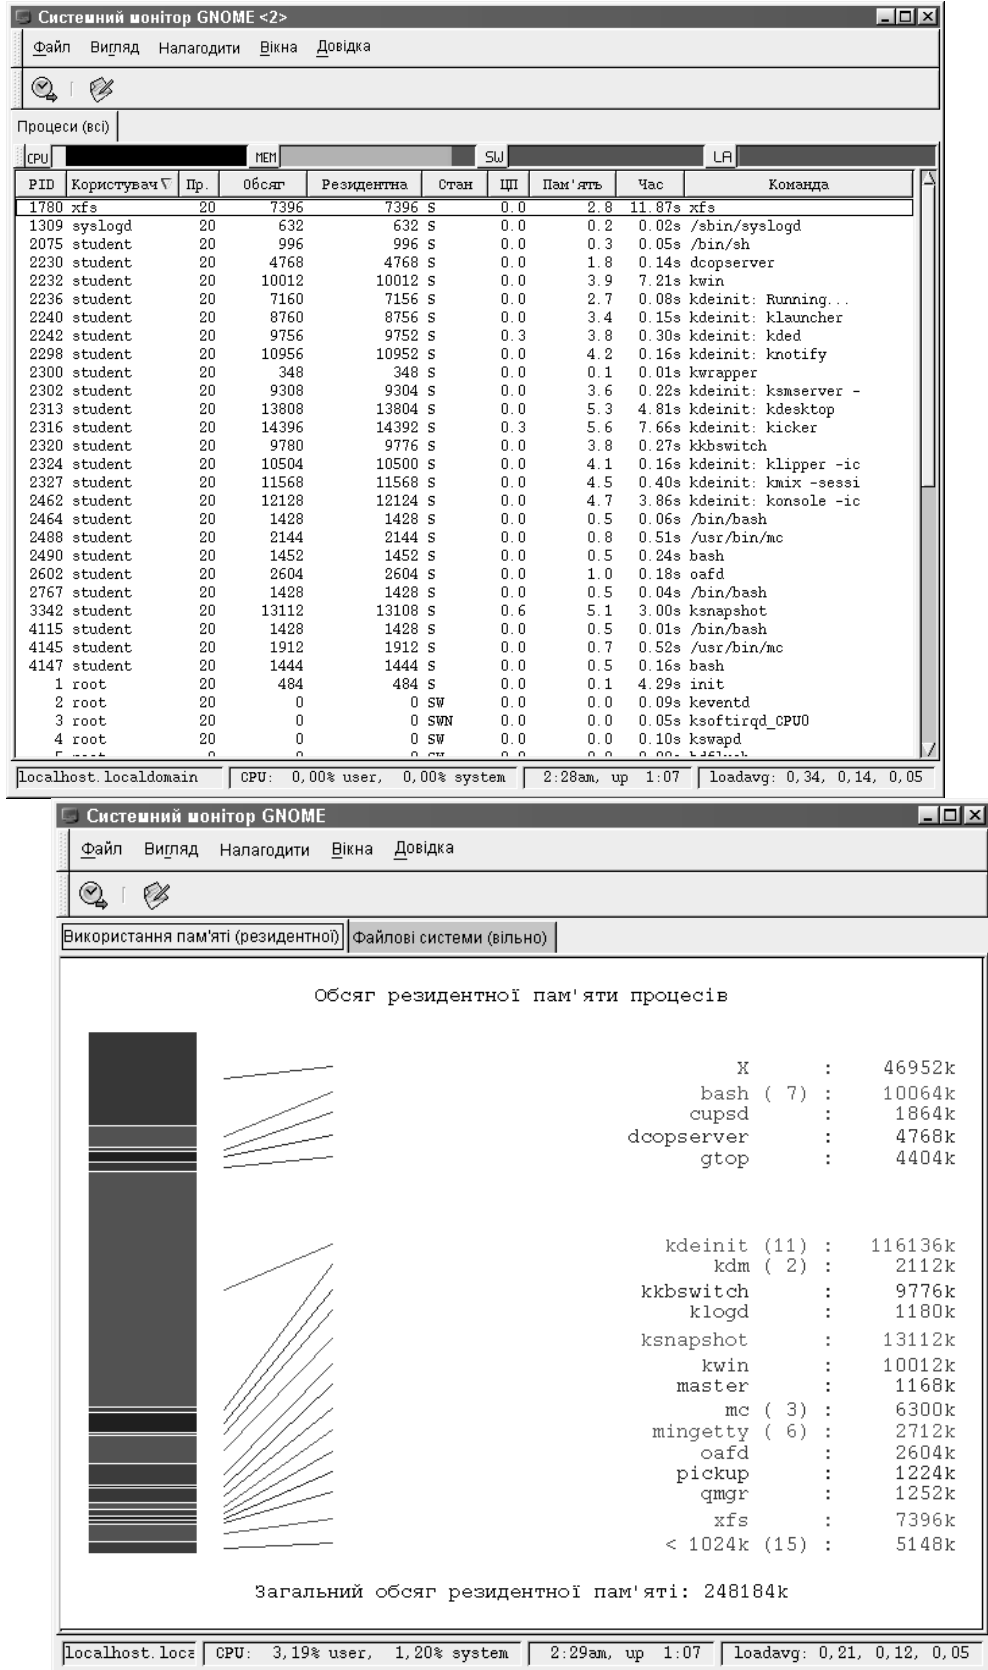 Системний монітор GNOME <2>
Файл Вигляд Налагодити Вікна Довідка
Процеси (всі)
CPU MEM SW LA
PID Користувач Пр. Обсяг Резидентна Стан ЦП Пам'ять Час Команда
1780 xfs 20 7396 7396 S 0.0 2.8 11.87s xfs
1309 syslogd 20 632 632 S 0.0 0.2 0.02s /sbin/syslogd
2075 student 20 996 996 S 0.0 0.3 0.05s /bin/sh
2230 student 20 4768 4768 S 0.0 1.8 0.14s dcopserver
2232 student 20 10012 10012 S 0.0 3.9 7.21s kwin
2236 student 20 7160 7156 S 0.0 2.7 0.08s kdeinit: Running...
2240 student 20 8760 8756 S 0.0 3.4 0.15s kdeinit: klauncher
2242 student 20 9756 9752 S 0.3 3.8 0.30s kdeinit: kded
2298 student 20 10956 10952 S 0.0 4.2 0.16s kdeinit: knotify
2300 student 20 348 348 S 0.0 0.1 0.01s kwrapper
2302 student 20 9308 9304 S 0.0 3.6 0.22s kdeinit: ksmserver -
2313 student 20 13808 13804 S 0.0 5.3 4.81s kdeinit: kdesktop
2316 student 20 14396 14392 S 0.3 5.6 7.66s kdeinit: kicker
2320 student 20 9780 9776 S 0.0 3.8 0.27s kkbswitch
2324 student 20 10504 10500 S 0.0 4.1 0.16s kdeinit: klipper -ic
2327 student 20 11568 11568 S 0.0 4.5 0.40s kdeinit: kmix -sessi
2462 student 20 12128 12124 S 0.0 4.7 3.86s kdeinit: konsole -ic
2464 student 20 1428 1428 S 0.0 0.5 0.06s /bin/bash
2488 student 20 2144 2144 S 0.0 0.8 0.51s /usr/bin/mc
2490 student 20 1452 1452 S 0.0 0.5 0.24s bash
2602 student 20 2604 2604 S 0.0 1.0 0.18s oafd
2767 student 20 1428 1428 S 0.0 0.5 0.04s /bin/bash
3342 student 20 13112 13108 S 0.6 5.1 3.00s ksnapshot
4115 student 20 1428 1428 S 0.0 0.5 0.01s /bin/bash
4145 student 20 1912 1912 S 0.0 0.7 0.52s /usr/bin/mc
4147 student 20 1444 1444 S 0.0 0.5 0.16s bash
1 root 20 484 484 S 0.0 0.1 4.29s init
2 root 20 0 0 SW 0.0 0.0 0.09s keventd
3 root 20 0 0 SWN 0.0 0.0 0.05s ksoftirqd_CPU0
4 root 20 0 0 SW 0.0 0.0 0.10s kswapd
localhost.localdomain CPU: 0,00% user, 0,00% system 2:28am, up 1:07 loadavg: 0,34, 0,14, 0,05
Системний монітор GNOME
Файл Вигляд Налагодити Вікна Довідка
Використання пам'яті (резидентної) Файлові системи (вільно)
Обсяг резидентної пам'яти процесів
X : 46952k
bash ( 7) : 10064k
cupsd : 1864k
dcopserver : 4768k
gtop : 4404k
kdeinit (11) : 116136k
kdm ( 2) : 2112k
kkbswitch : 9776k
klogd : 1180k
ksnapshot : 13112k
kwin : 10012k
master : 1168k
mc ( 3) : 6300k
mingetty ( 6) : 2712k
oafd : 2604k
pickup : 1224k
qmgr : 1252k
xfs : 7396k
< 1024k (15) : 5148k
Загальний обсяг резидентної пам'яті: 248184k
localhost.loca CPU: 3,19% user, 1,20% system 2:29am, up 1:07 loadavg: 0,21, 0,12, 0,05